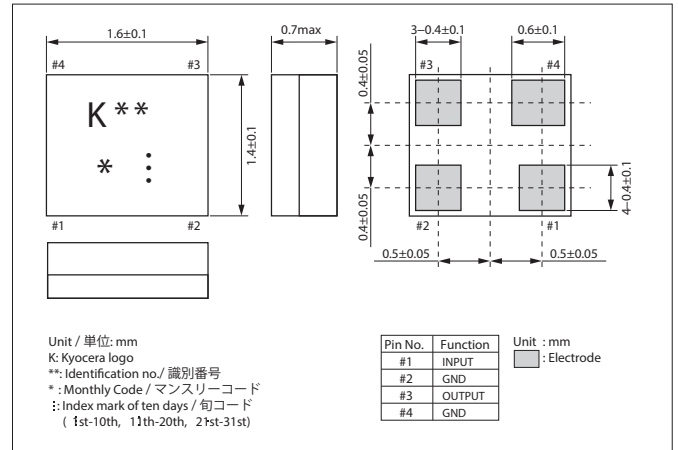 1.6±0.1
#4 #3
K**
*
#1 #2
1.4±0.1
0.7max
3–0.4±0.1
0.6±0.1
#3 #4
0.4±0.05
0.4±0.05
4–0.4±0.1
#2 #1
0.5±0.05
0.5±0.05
Unit / 単位: mm
K: Kyocera logo
**: Identification no./ 識別番号
* : Monthly Code / マンスリーコード
⋮: Index mark of ten days / 旬コード
( 1st-10th, 11th-20th, 21st-31st)
Pin No. Function
#1 INPUT
#2 GND
#3 OUTPUT
#4 GND
Unit : mm
: Electrode